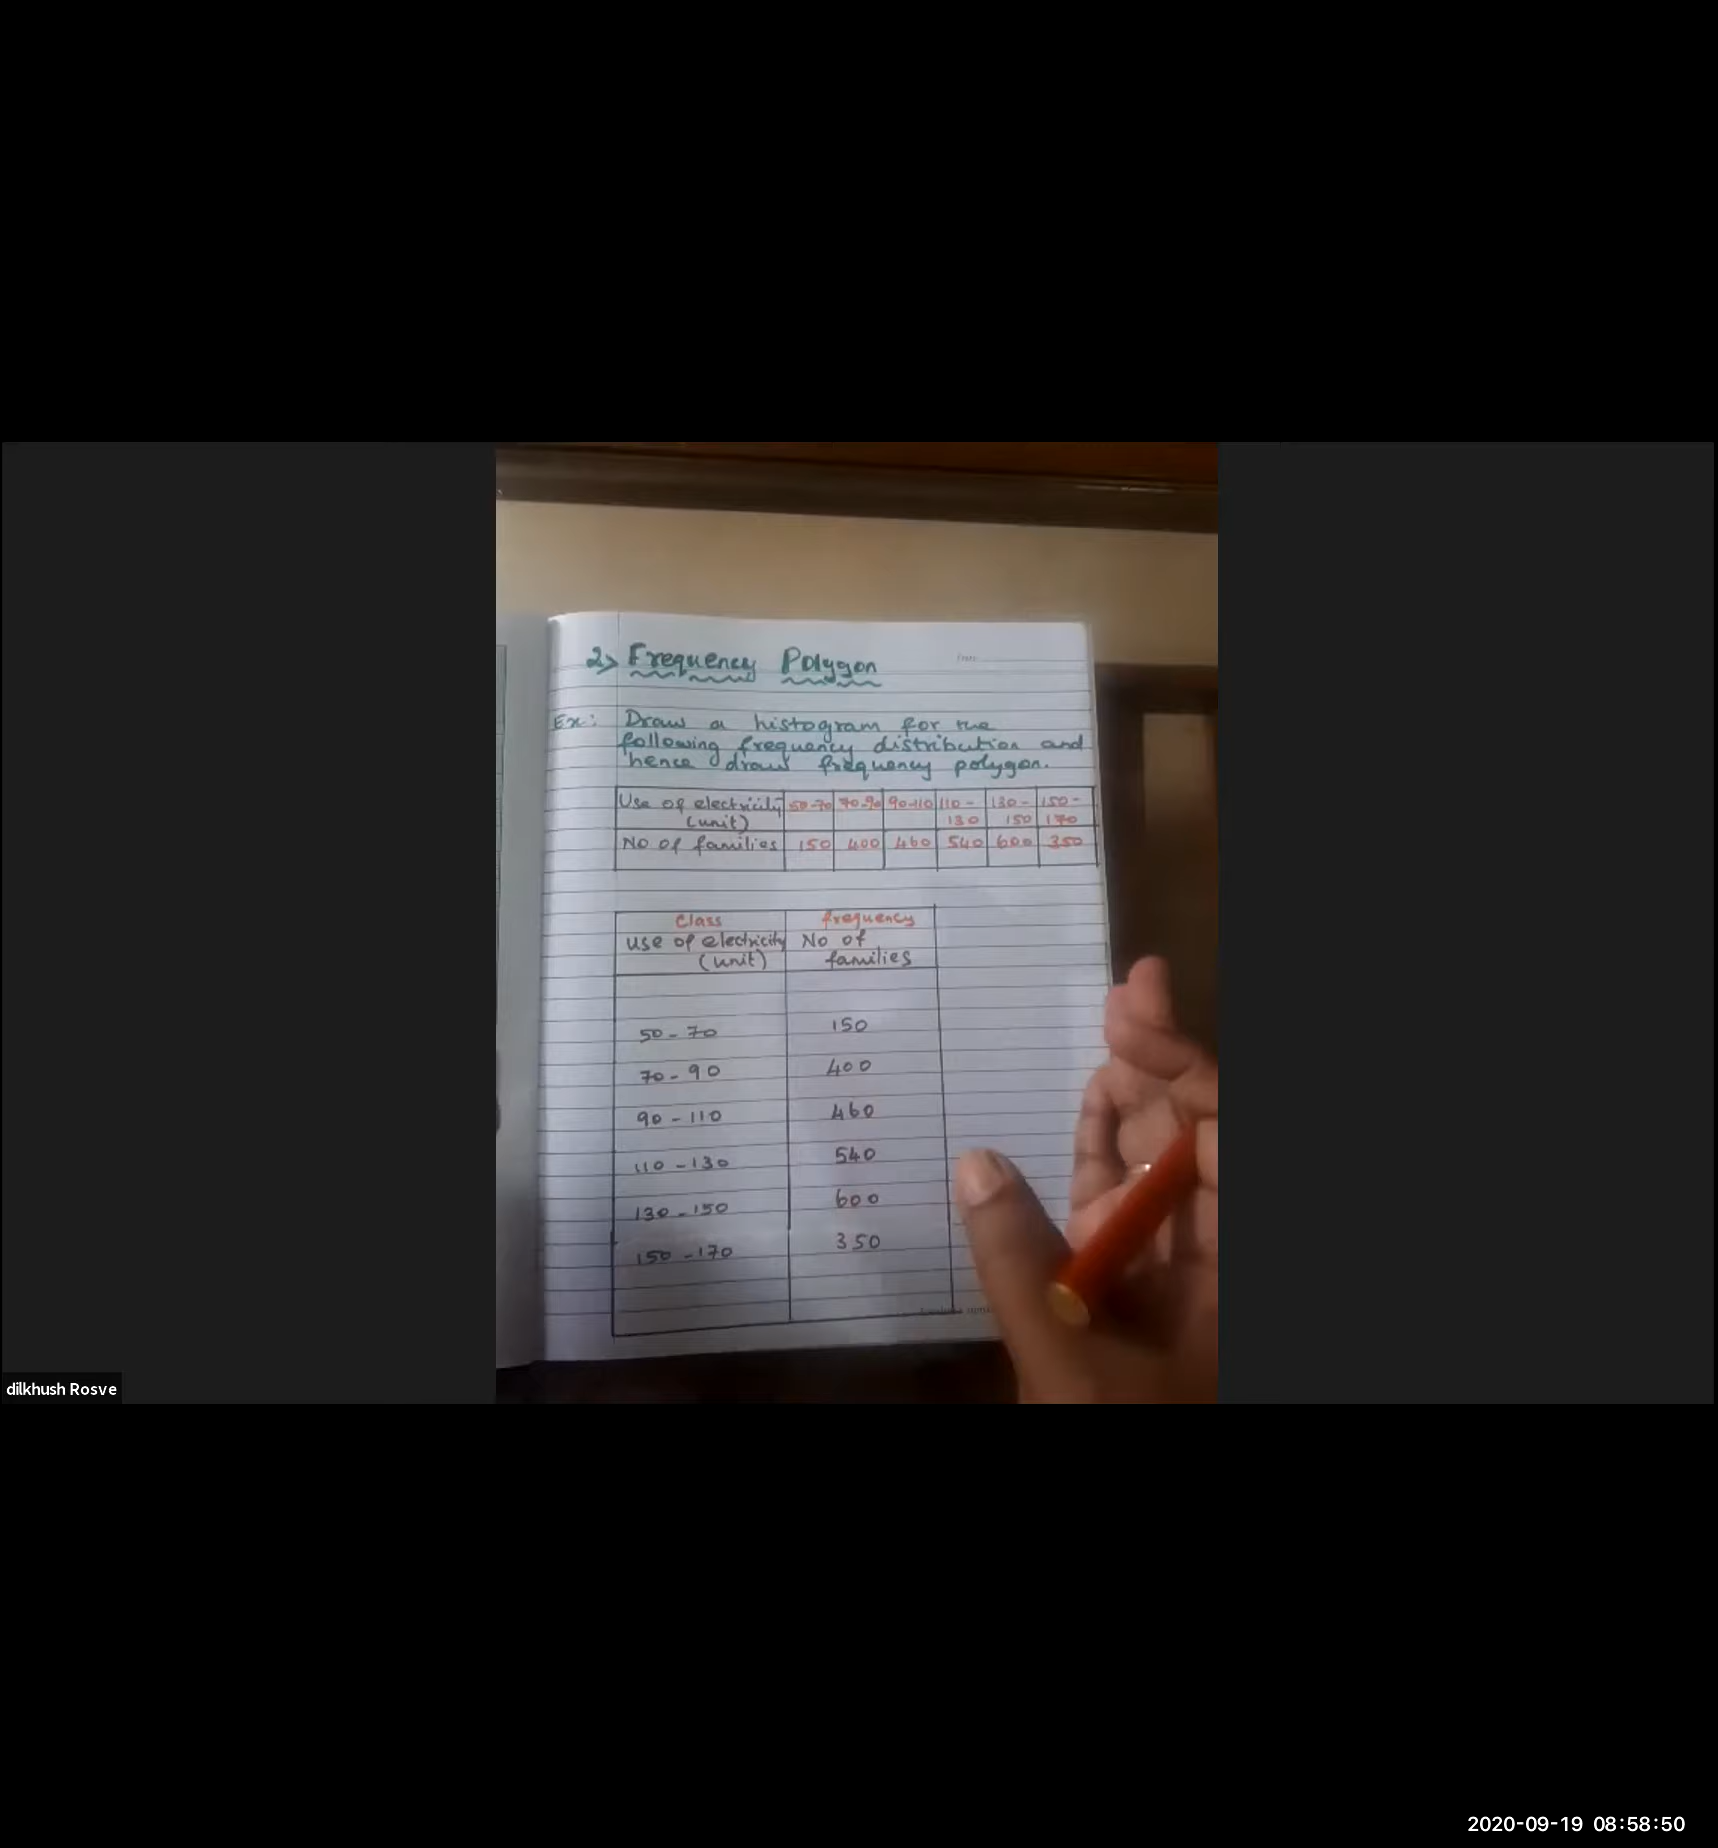 2> Frequency Polygon
Ex: Draw a histogram for the
following frequency distribution and
hence draw frequency polygon.
Use of electricity 50-70 70-90 90-110 110- 130- 150-
(unit) 130 150 170
No of families 150 400 460 540 600 350
Class frequency
use of electricity No of
(unit) families
50 - 70 150
70 - 90 400
90 - 110 460
110 - 130 540
130 - 150 600
150 - 170 350
dilkhush Rosve
2020-09-19 08:58:50